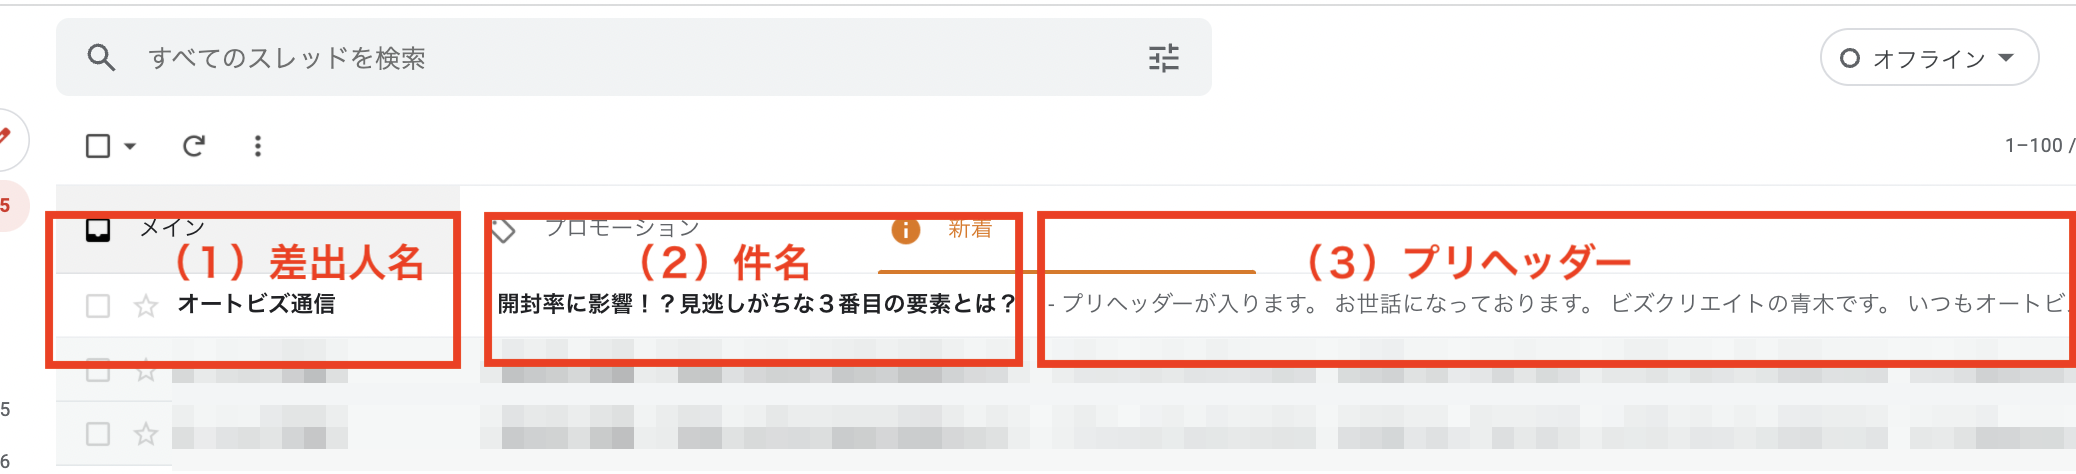 すべてのスレッドを検索
オフライン
1–100 /
5
メイン
プロモーション
新着
（１）差出人名
（２）件名
（３）プリヘッダー
オートビズ通信
開封率に影響！？見逃しがちな３番目の要素とは？
- プリヘッダーが入ります。 お世話になっております。 ビズクリエイトの青木です。 いつもオートビ
5
6